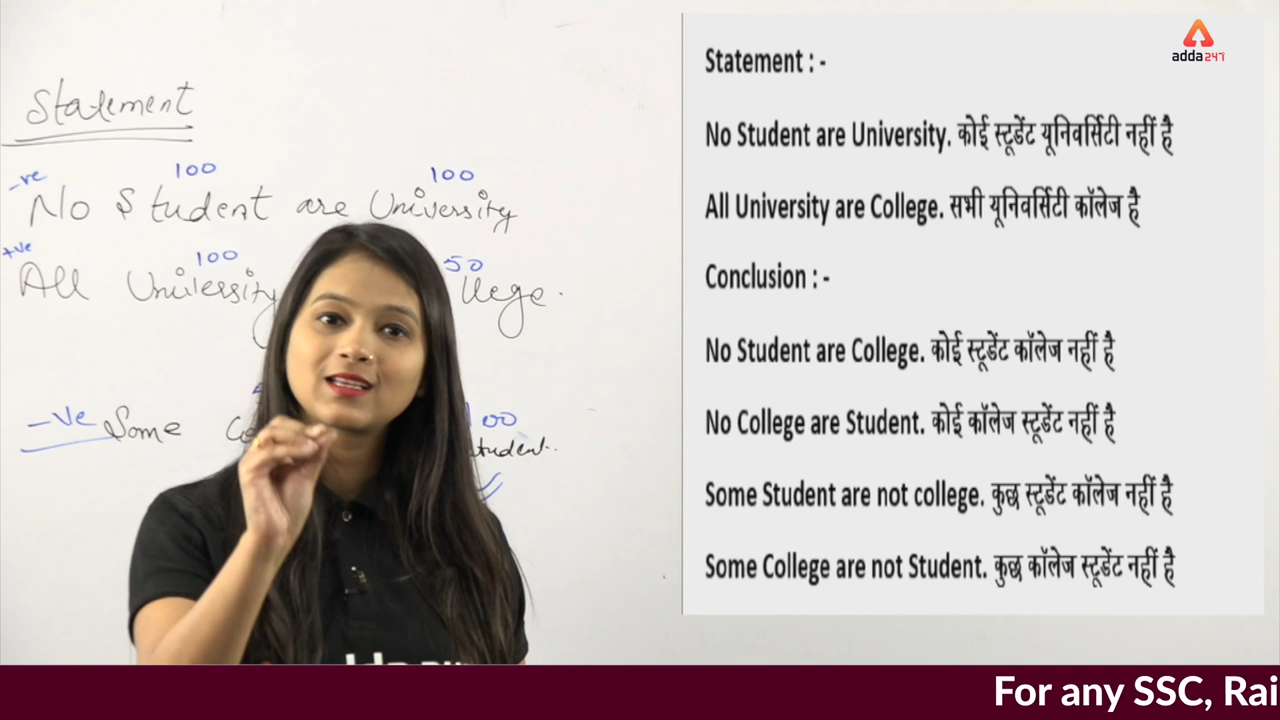 Statement
-ve 100 100
No Student are University
+ve 100 50
All University llege.
-ve 100
Some Co tudent.
adda247
Statement : -
No Student are University. कोई स्टूडेंट यूनिवर्सिटी नहीं है
All University are College. सभी यूनिवर्सिटी कॉलेज है
Conclusion : -
No Student are College. कोई स्टूडेंट कॉलेज नहीं है
No College are Student. कोई कॉलेज स्टूडेंट नहीं है
Some Student are not college. कुछ स्टूडेंट कॉलेज नहीं है
Some College are not Student. कुछ कॉलेज स्टूडेंट नहीं है
For any SSC, Rai